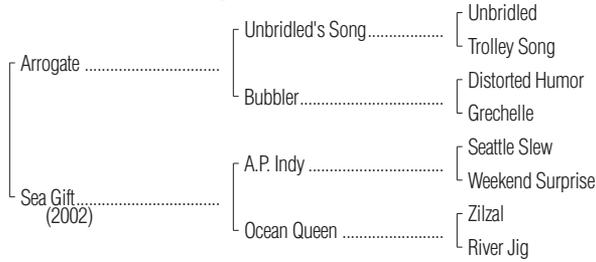 Unbridled
Unbridled's Song..................
Trolley Song
Arrogate ................................
Distorted Humor
Bubbler...................................
Grechelle
Seattle Slew
A.P. Indy ................................
Weekend Surprise
Sea Gift..................................
(2002)
Zilzal
Ocean Queen ........................
River Jig